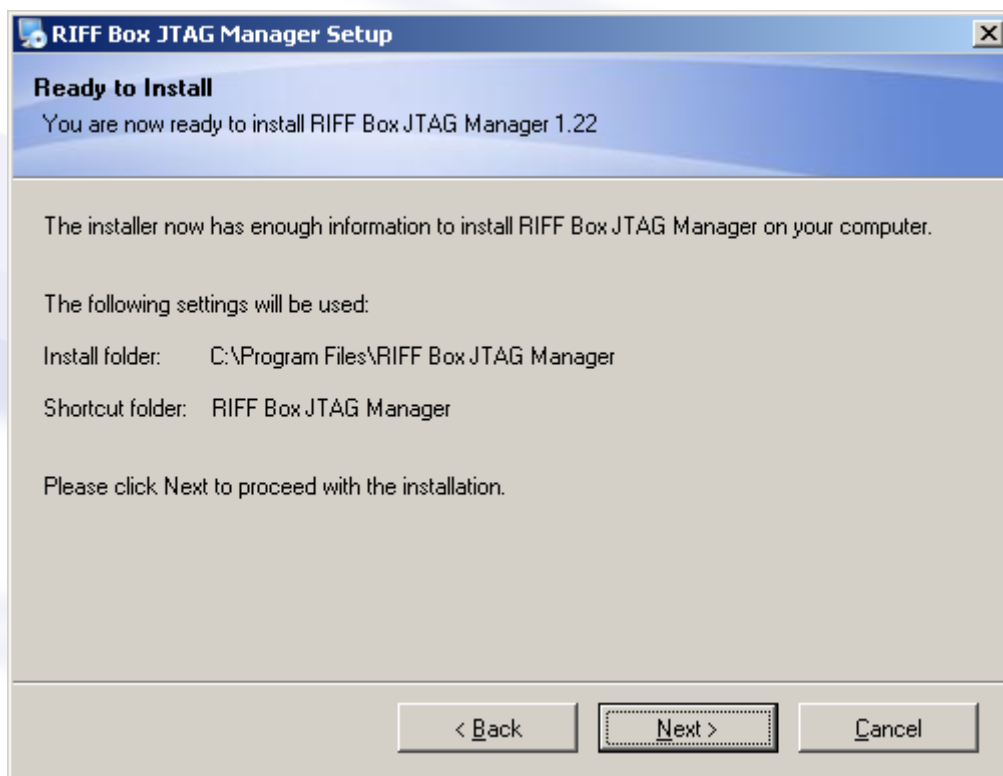 RIFF Box JTAG Manager Setup
Ready to Install
You are now ready to install RIFF Box JTAG Manager 1.22
The installer now has enough information to install RIFF Box JTAG Manager on your computer.
The following settings will be used:
Install folder: C:\Program Files\RIFF Box JTAG Manager
Shortcut folder: RIFF Box JTAG Manager
Please click Next to proceed with the installation.
< Back Next > Cancel